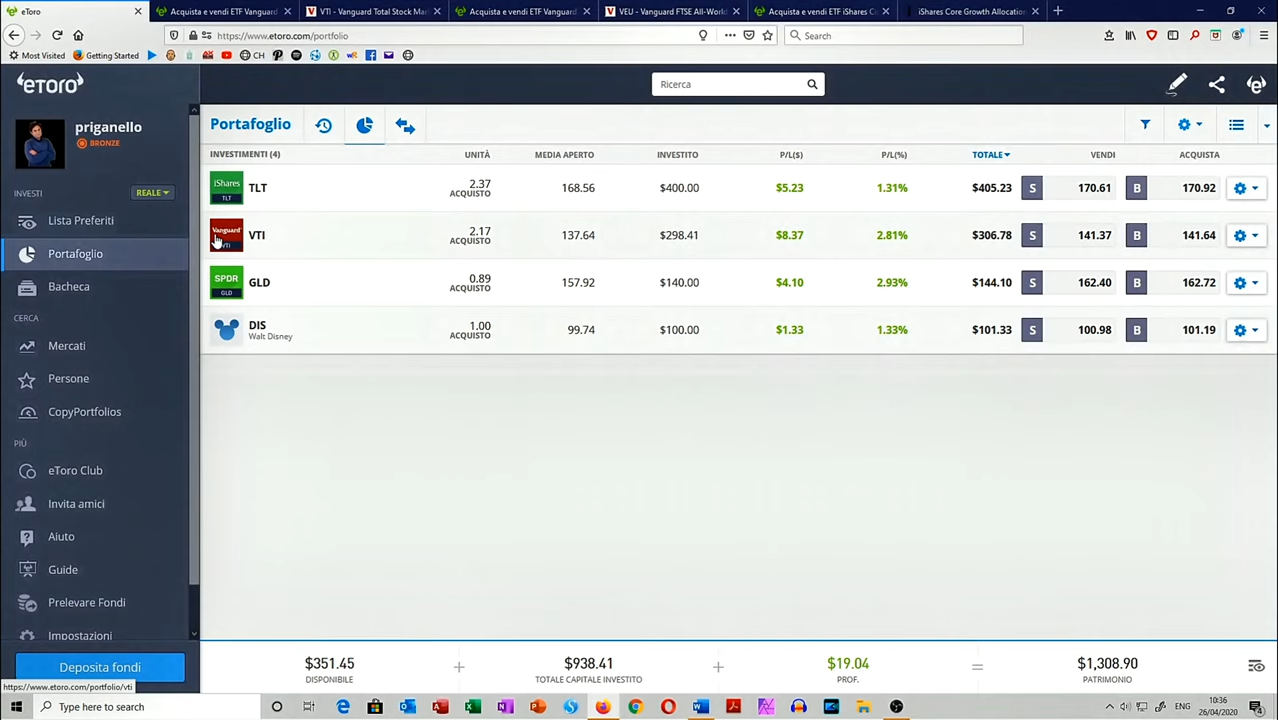 eToro
Acquista e vendi ETF Vanguard
VTI - Vanguard Total Stock Mar
Acquista e vendi ETF Vanguard
VEU - Vanguard FTSE All-World
Acquista e vendi ETF iShares C
iShares Core Growth Allocation
https://www.etoro.com/portfolio
Search
Most Visited
Getting Started
CH
eToro
Ricerca
priganello
BRONZE
INVESTI
REALE
Lista Preferiti
Portafoglio
Bacheca
CERCA
Mercati
Persone
CopyPortfolios
PIÙ
eToro Club
Invita amici
Aiuto
Guide
Prelevare Fondi
Impostazioni
Deposita fondi
https://www.etoro.com/portfolio/vti
Portafoglio
INVESTIMENTI (4) UNITÀ MEDIA APERTO INVESTITO P/L($) P/L(%) TOTALE VENDI ACQUISTA
iShares TLT TLT 2.37 ACQUISTO 168.56 $400.00 $5.23 1.31% $405.23 S 170.61 B 170.92
Vanguard VTI VTI 2.17 ACQUISTO 137.64 $298.41 $8.37 2.81% $306.78 S 141.37 B 141.64
SPDR GLD GLD 0.89 ACQUISTO 157.92 $140.00 $4.10 2.93% $144.10 S 162.40 B 162.72
DIS Walt Disney 1.00 ACQUISTO 99.74 $100.00 $1.33 1.33% $101.33 S 100.98 B 101.19
$351.45 + $938.41 + $19.04 = $1,308.90
DISPONIBILE TOTALE CAPITALE INVESTITO PROF. PATRIMONIO
Type here to search
ENG
10:36
26/04/2020